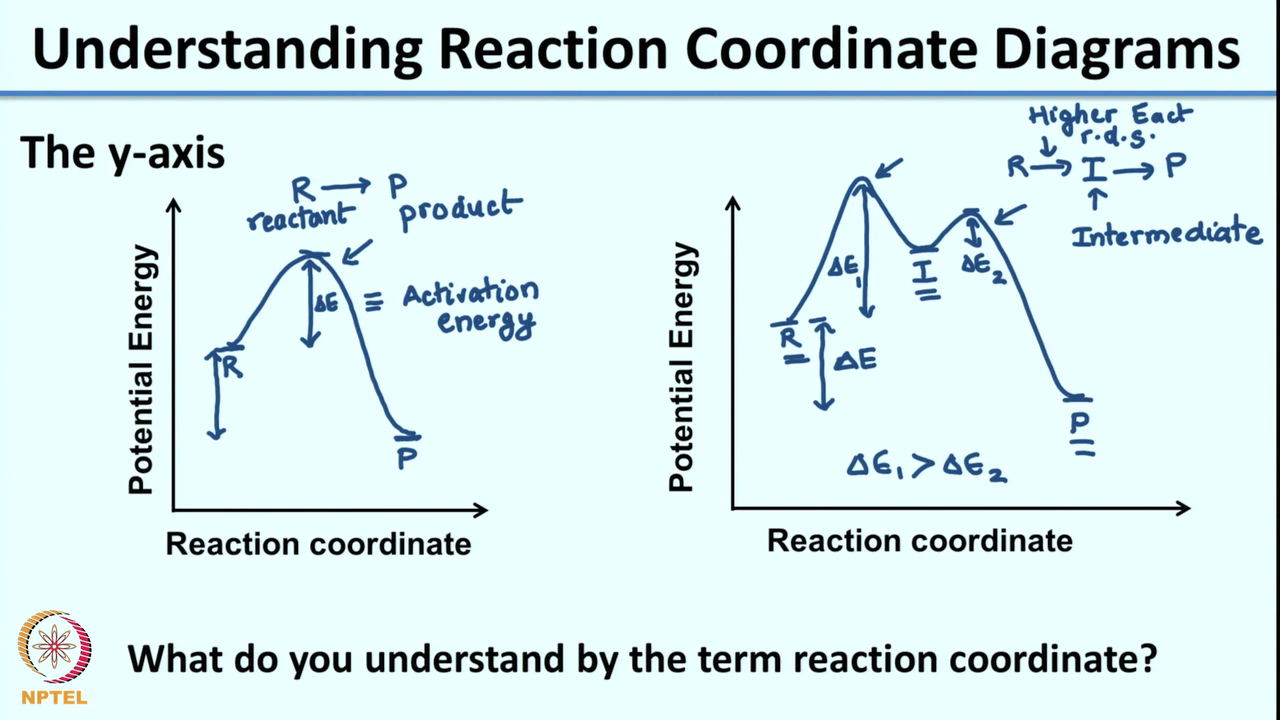 Understanding Reaction Coordinate Diagrams
The y-axis
R → P
reactant product
ΔE ≡ Activation
energy
R
P
Potential Energy
Reaction coordinate
Higher Eact
r.d.s.
R → I → P
Intermediate
ΔE₁
I
ΔE₂
R
ΔE
P
ΔE₁ > ΔE₂
Potential Energy
Reaction coordinate
What do you understand by the term reaction coordinate?
NPTEL